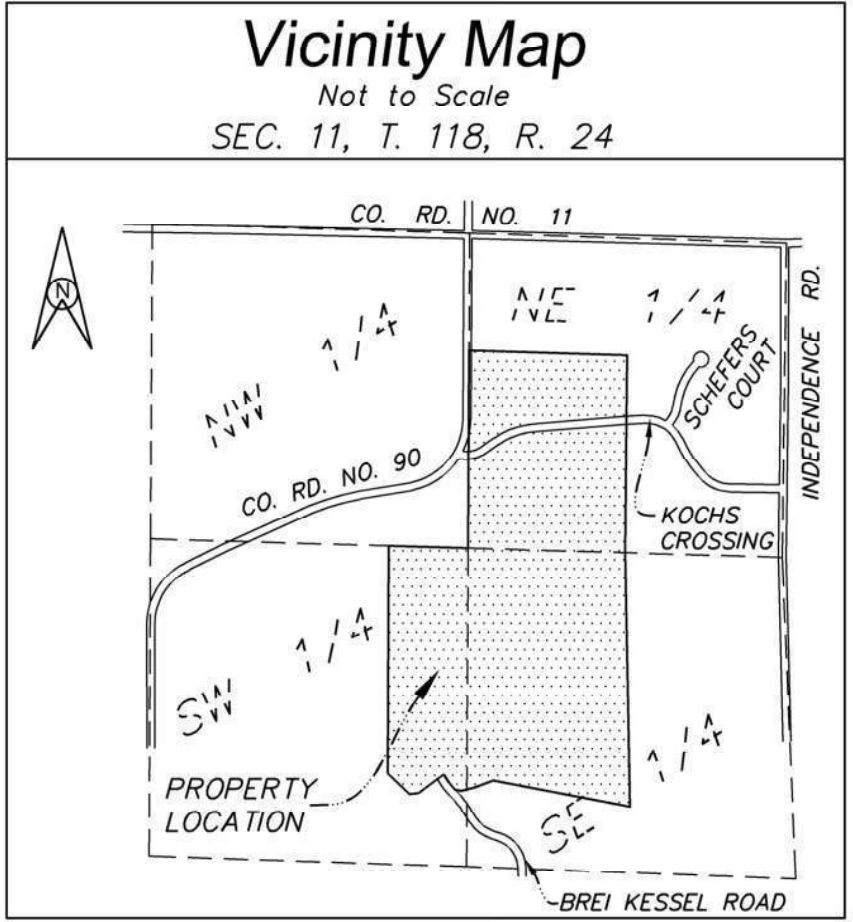 Vicinity Map
Not to Scale
SEC. 11, T. 118, R. 24
CO. RD. NO. 11
N
NE 1/4
NW 1/4
SCHEFERS
COURT
INDEPENDENCE RD.
CO. RD. NO. 90
KOCHS
CROSSING
SW 1/4
SE 1/4
PROPERTY
LOCATION
BREI KESSEL ROAD